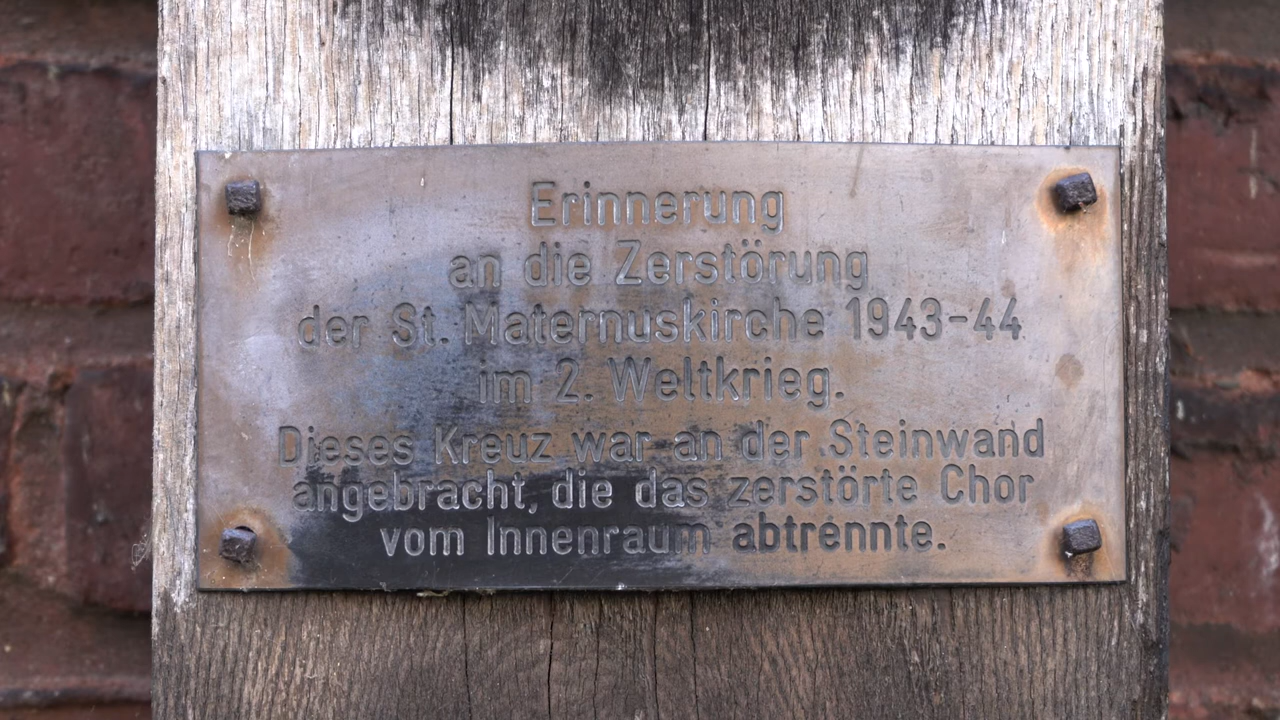 Erinnerung
an die Zerstörung
der St. Maternuskirche 1943-44
im 2. Weltkrieg.
Dieses Kreuz war an der Steinwand
angebracht, die das zerstörte Chor
vom Innenraum abtrennte.